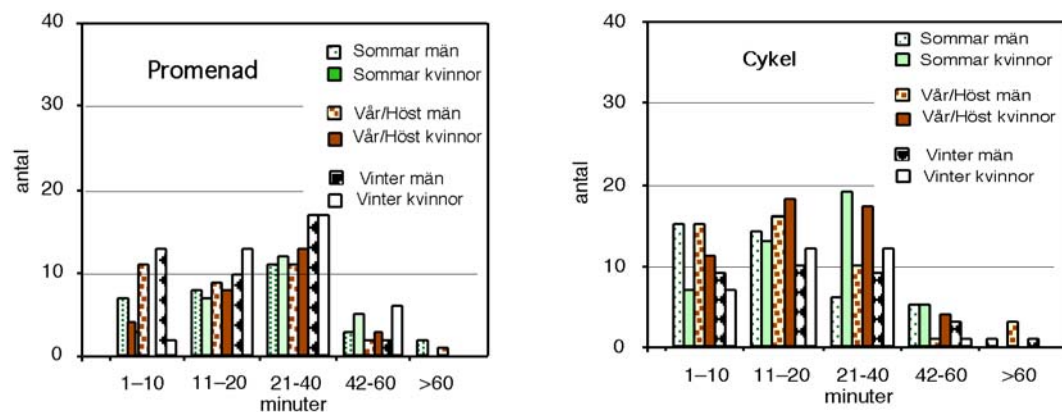 40
30
20
10
0
antal
Promenad
Sommar män
Sommar kvinnor
Vår/Höst män
Vår/Höst kvinnor
Vinter män
Vinter kvinnor
1–10 11–20 21-40 42-60 >60
minuter
40
30
20
10
0
antal
Cykel
Sommar män
Sommar kvinnor
Vår/Höst män
Vår/Höst kvinnor
Vinter män
Vinter kvinnor
1–10 11–20 21-40 42-60 >60
minuter